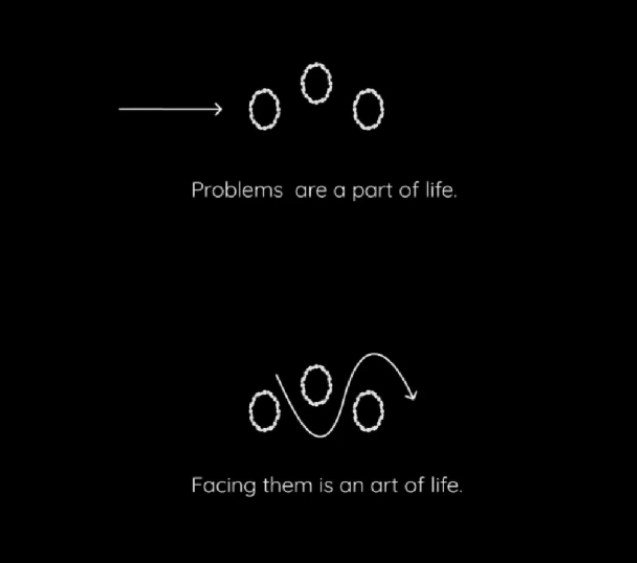 Problems are a part of life.
Facing them is an art of life.